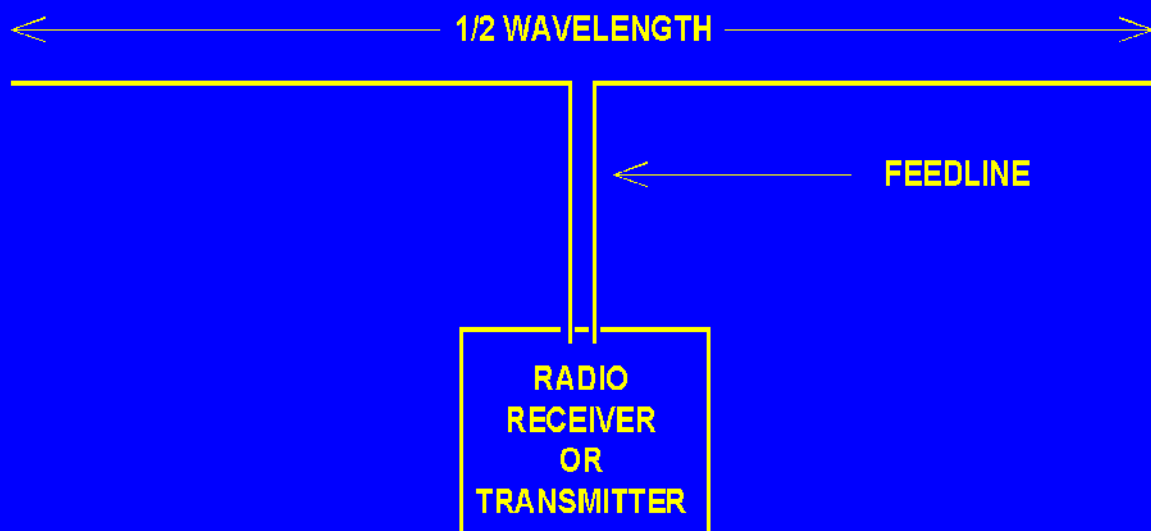 1/2 WAVELENGTH
FEEDLINE
RADIO
RECEIVER
OR
TRANSMITTER